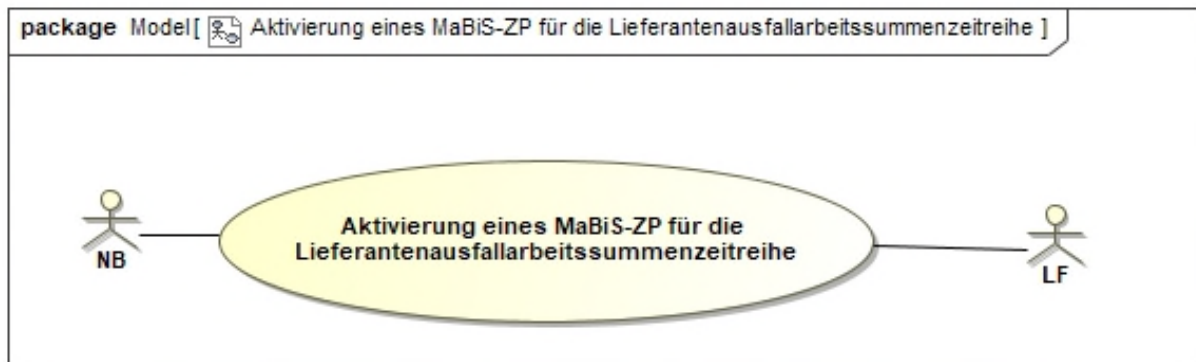 package Model[ Aktivierung eines MaBiS-ZP für die Lieferantenausfallarbeitssummenzeitreihe ]
Aktivierung eines MaBiS-ZP für die
Lieferantenausfallarbeitssummenzeitreihe
NB
LF